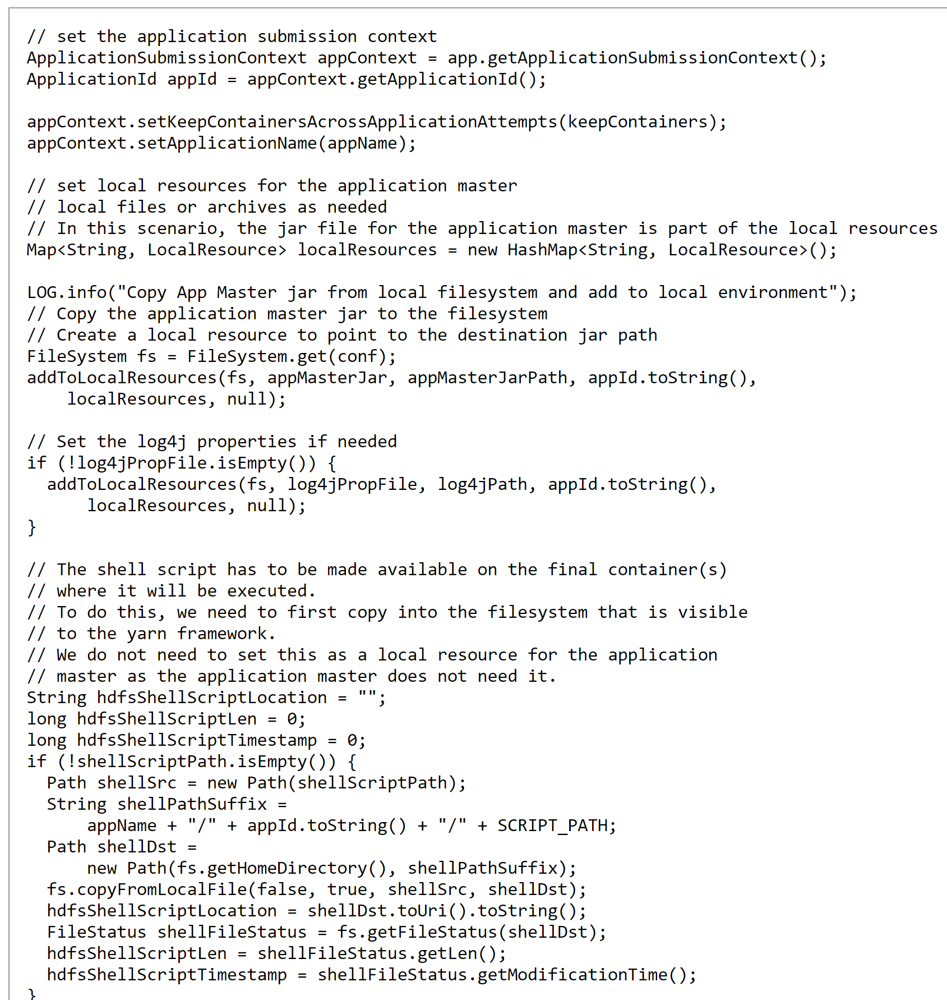 // set the application submission context
ApplicationSubmissionContext appContext = app.getApplicationSubmissionContext();
ApplicationId appId = appContext.getApplicationId();

appContext.setKeepContainersAcrossApplicationAttempts(keepContainers);
appContext.setApplicationName(appName);

// set local resources for the application master
// local files or archives as needed
// In this scenario, the jar file for the application master is part of the local resources
Map<String, LocalResource> localResources = new HashMap<String, LocalResource>();

LOG.info("Copy App Master jar from local filesystem and add to local environment");
// Copy the application master jar to the filesystem
// Create a local resource to point to the destination jar path
FileSystem fs = FileSystem.get(conf);
addToLocalResources(fs, appMasterJar, appMasterJarPath, appId.toString(),
    localResources, null);

// Set the log4j properties if needed
if (!log4jPropFile.isEmpty()) {
  addToLocalResources(fs, log4jPropFile, log4jPath, appId.toString(),
      localResources, null);
}

// The shell script has to be made available on the final container(s)
// where it will be executed.
// To do this, we need to first copy into the filesystem that is visible
// to the yarn framework.
// We do not need to set this as a local resource for the application
// master as the application master does not need it.
String hdfsShellScriptLocation = "";
long hdfsShellScriptLen = 0;
long hdfsShellScriptTimestamp = 0;
if (!shellScriptPath.isEmpty()) {
  Path shellSrc = new Path(shellScriptPath);
  String shellPathSuffix =
      appName + "/" + appId.toString() + "/" + SCRIPT_PATH;
  Path shellDst =
      new Path(fs.getHomeDirectory(), shellPathSuffix);
  fs.copyFromLocalFile(false, true, shellSrc, shellDst);
  hdfsShellScriptLocation = shellDst.toUri().toString();
  FileStatus shellFileStatus = fs.getFileStatus(shellDst);
  hdfsShellScriptLen = shellFileStatus.getLen();
  hdfsShellScriptTimestamp = shellFileStatus.getModificationTime();
}